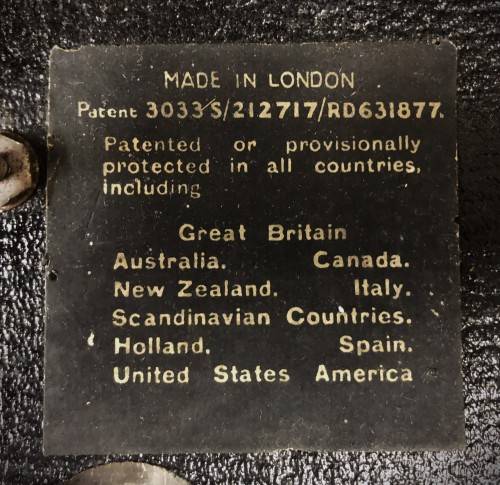 MADE IN LONDON
Patent 3033S/212717/RD631877.
Patented or provisionally
protected in all countries,
including
Great Britain
Australia. Canada.
New Zealand. Italy.
Scandinavian Countries.
Holland. Spain.
United States America